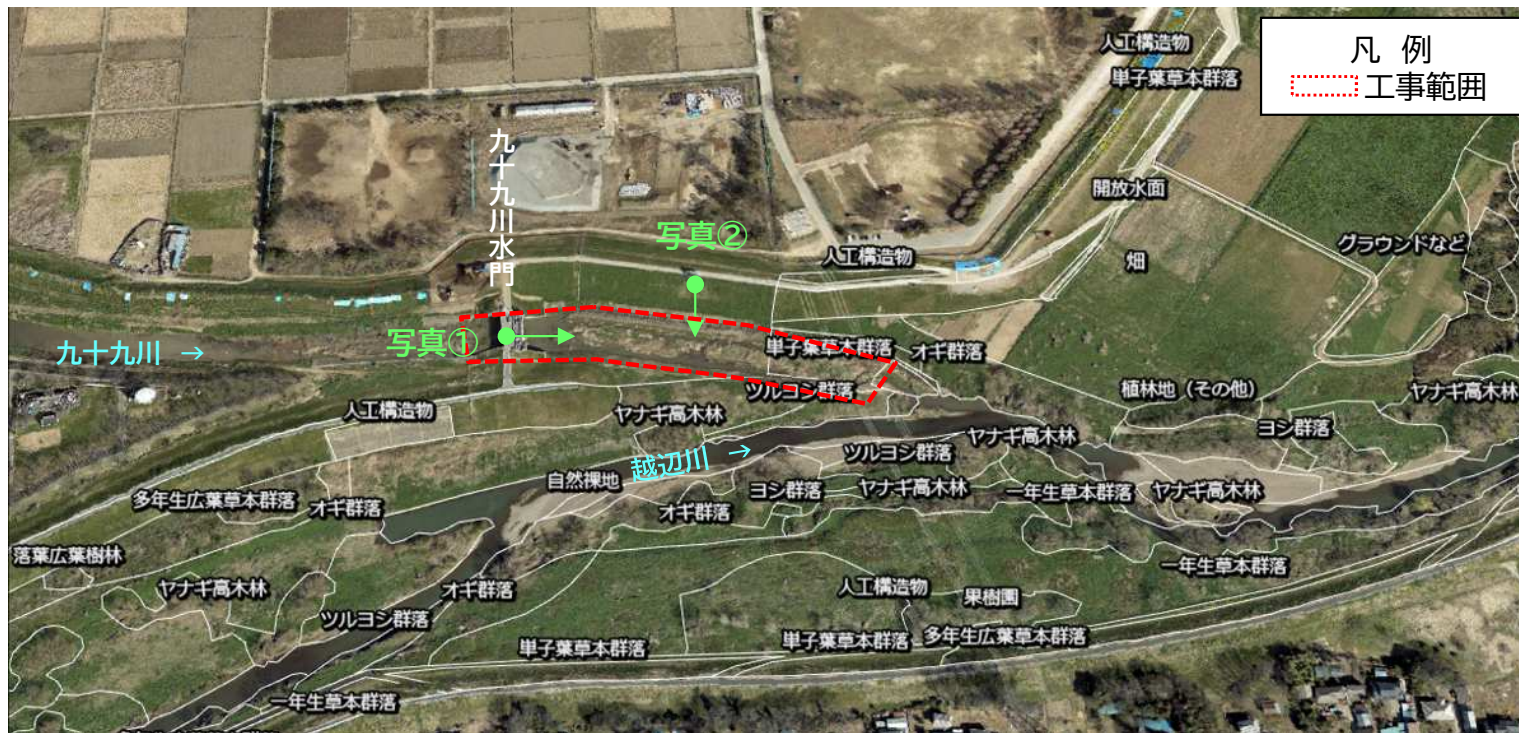 凡 例
工事範囲
人工構造物
単子葉草本群落
九十九川水門
開放水面
写真②
人工構造物
畑
グラウンドなど
写真①
九十九川 →
単子葉草本群落
オギ群落
ツルヨシ群落
植林地（その他）
ヤナギ高木林
人工構造物
ヤナギ高木林
ヨシ群落
ヤナギ高木林
ツルヨシ群落
越辺川 →
自然裸地
ヨシ群落
ヤナギ高木林
一年生草本群落
ヤナギ高木林
多年生広葉草本群落
オギ群落
オギ群落
落葉広葉樹林
一年生草本群落
ヤナギ高木林
オギ群落
人工構造物
果樹園
ツルヨシ群落
単子葉草本群落
単子葉草本群落
多年生広葉草本群落
一年生草本群落